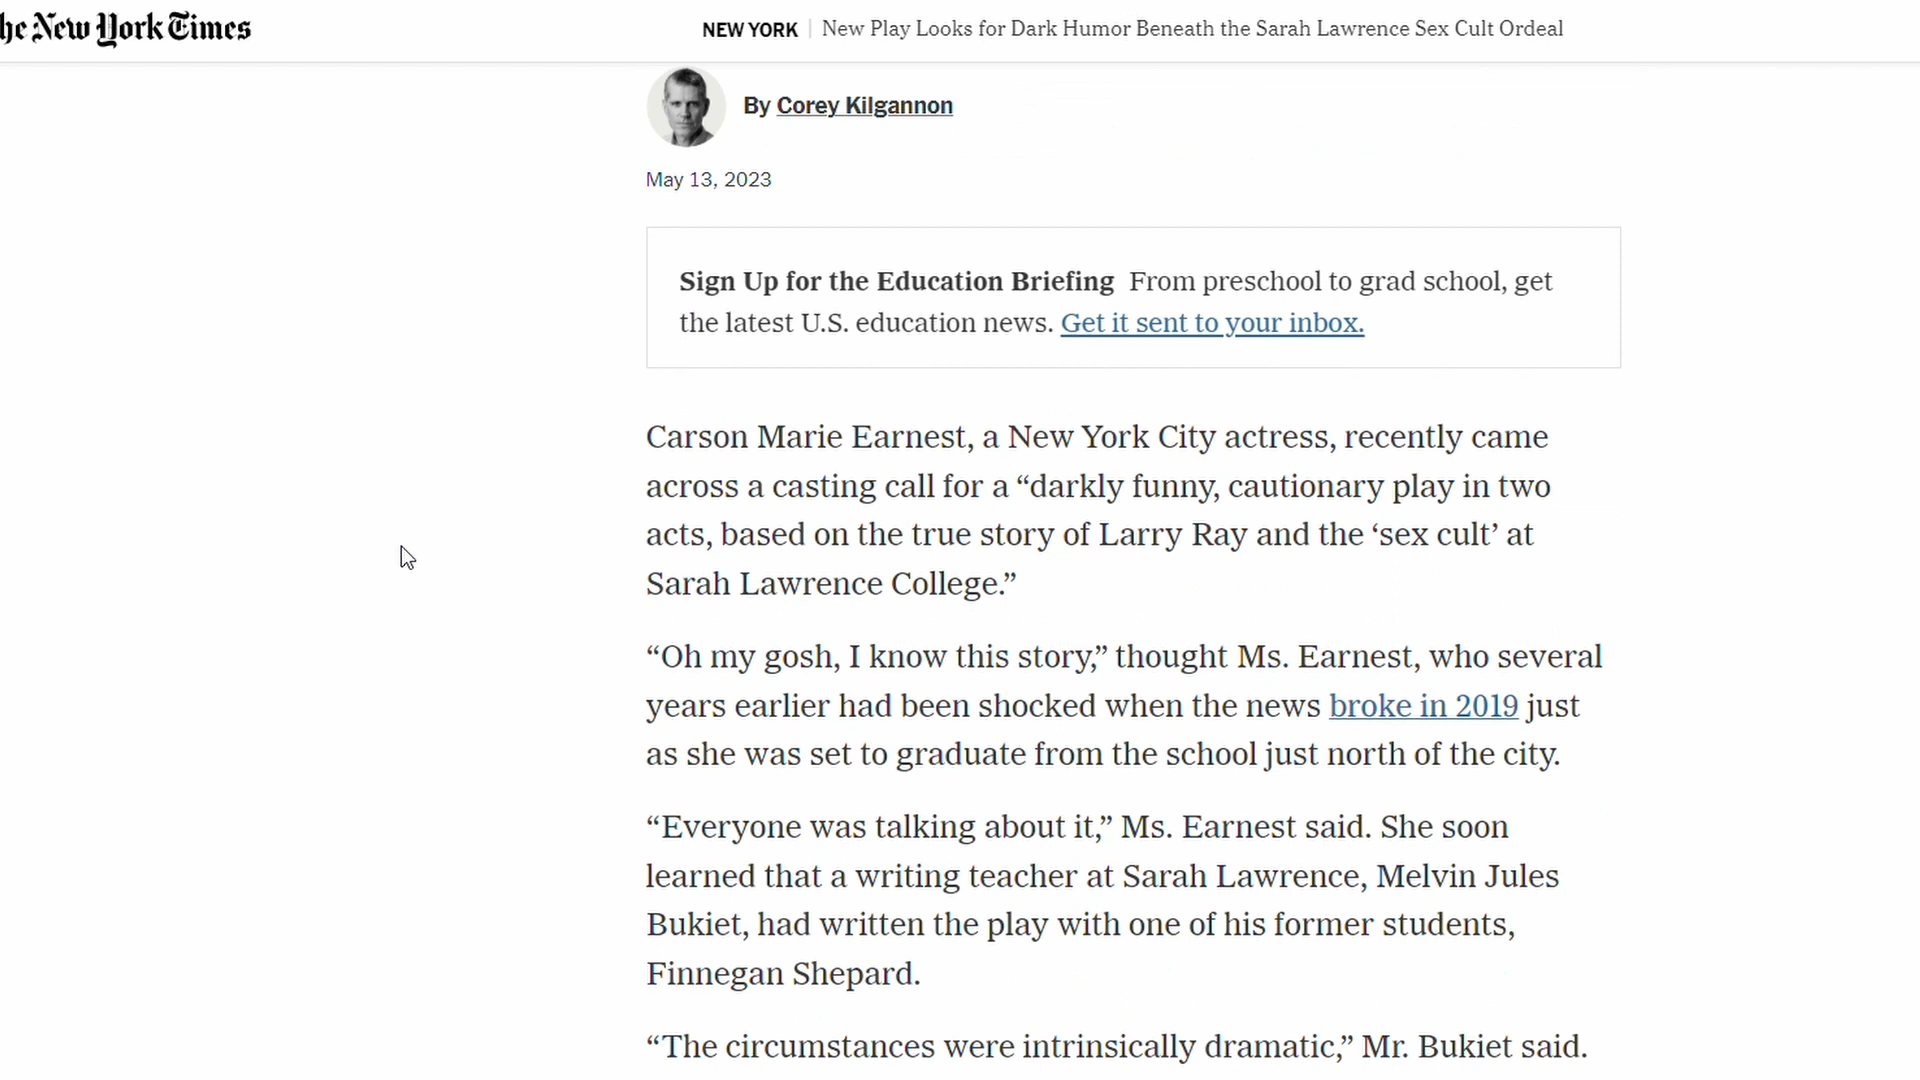 he New York Times
NEW YORK | New Play Looks for Dark Humor Beneath the Sarah Lawrence Sex Cult Ordeal
By Corey Kilgannon
May 13, 2023
Sign Up for the Education Briefing From preschool to grad school, get
the latest U.S. education news. Get it sent to your inbox.
Carson Marie Earnest, a New York City actress, recently came
across a casting call for a “darkly funny, cautionary play in two
acts, based on the true story of Larry Ray and the ‘sex cult’ at
Sarah Lawrence College.”
“Oh my gosh, I know this story,” thought Ms. Earnest, who several
years earlier had been shocked when the news broke in 2019 just
as she was set to graduate from the school just north of the city.
“Everyone was talking about it,” Ms. Earnest said. She soon
learned that a writing teacher at Sarah Lawrence, Melvin Jules
Bukiet, had written the play with one of his former students,
Finnegan Shepard.
“The circumstances were intrinsically dramatic,” Mr. Bukiet said.